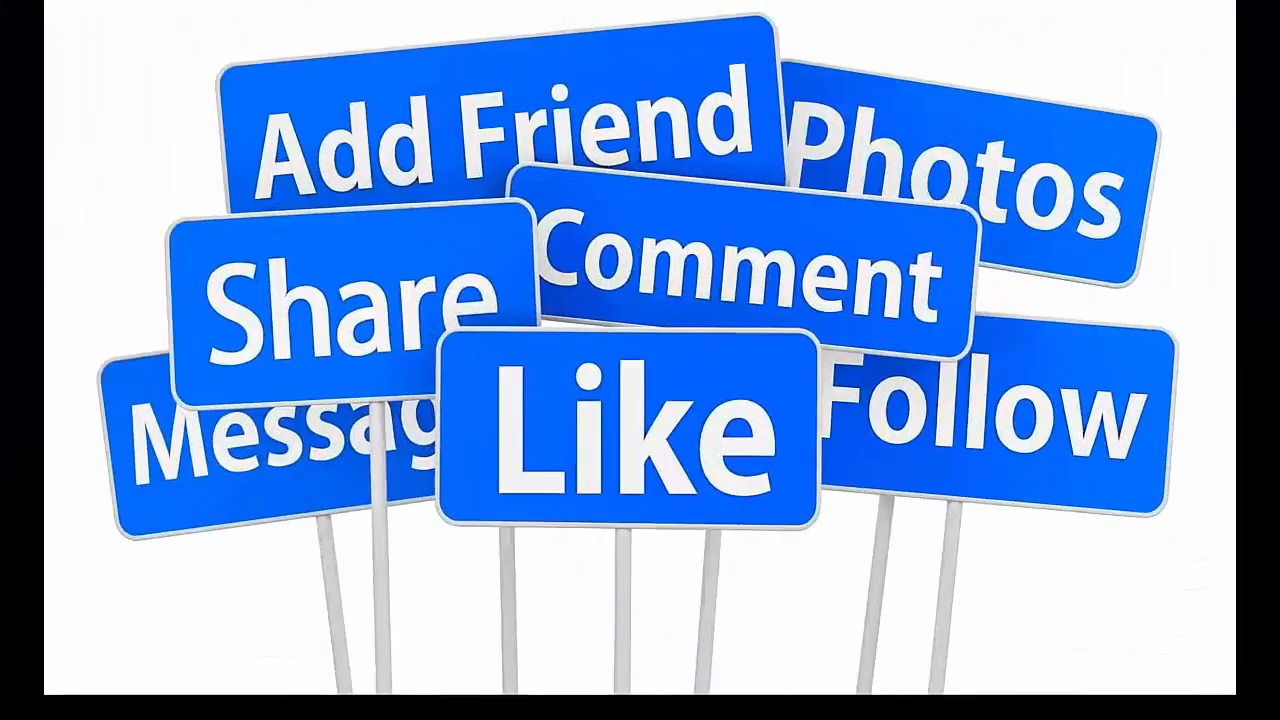 Add Friend
Photos
Share
Comment
Messag
Like
Follow